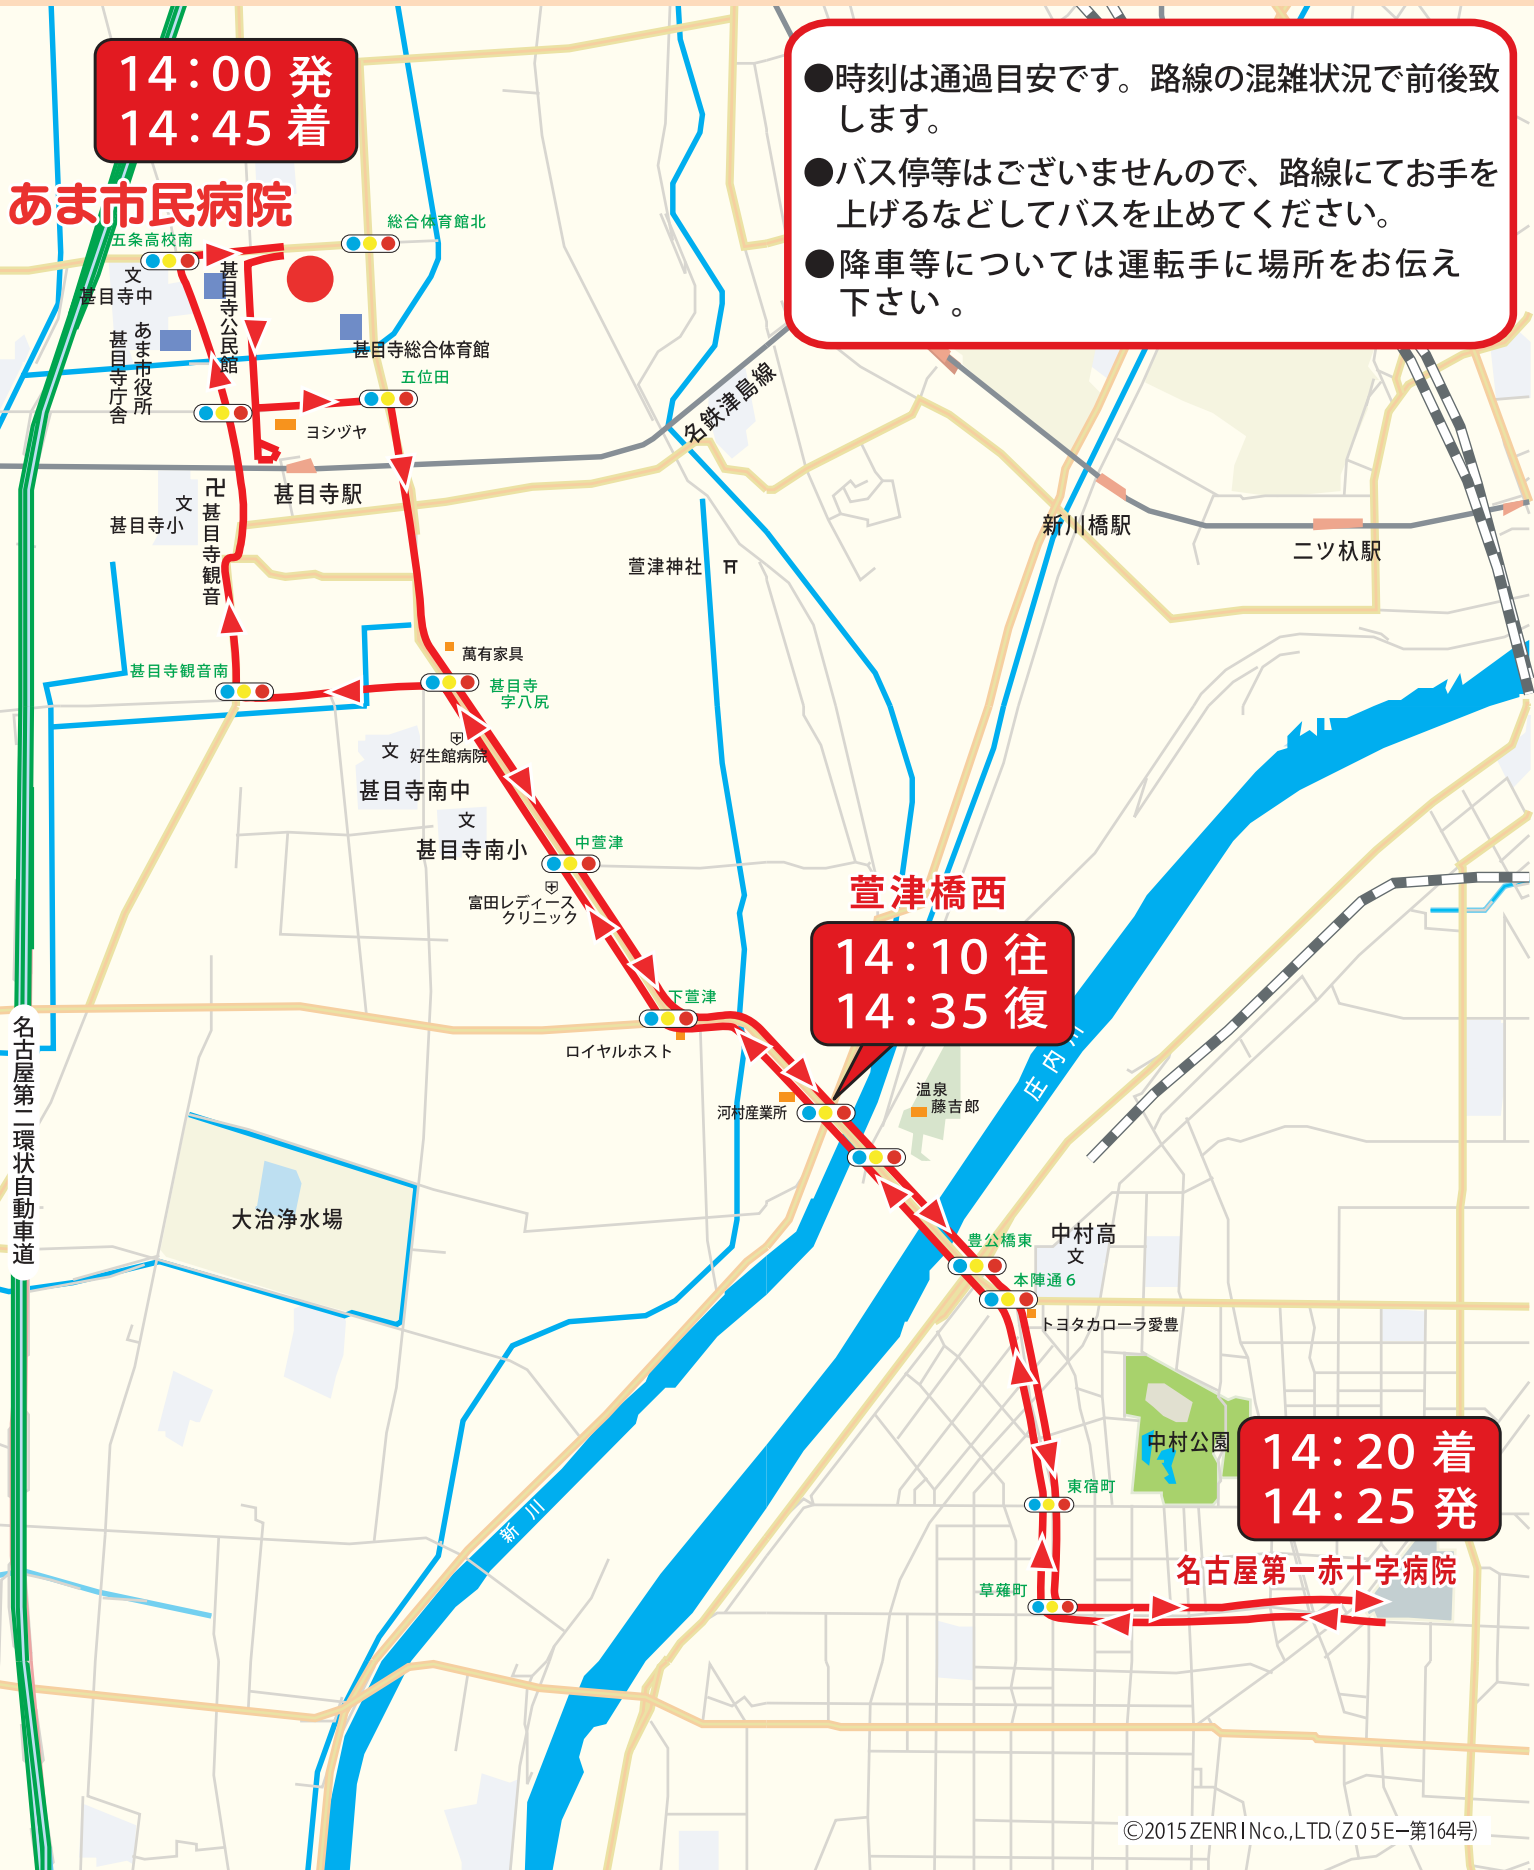 14：00 発
14：45 着
あま市民病院
●時刻は通過目安です。路線の混雑状況で前後致
します。
●バス停等はございませんので、路線にてお手を
上げるなどしてバスを止めてください。
●降車等については運転手に場所をお伝え
下さい 。
総合体育館北
五条高校南
文
甚目寺中
甚目寺公民館
あま市役所
甚目寺庁舎
甚目寺総合体育館
五位田
ヨシヅヤ
名鉄津島線
甚目寺駅
文
甚目寺小
卍甚目寺観音
新川橋駅
二ツ杁駅
萱津神社
甚目寺観音南
萬有家具
甚目寺
字八尻
文
好生館病院
甚目寺南中
文
甚目寺南小
中萱津
富田レディース
クリニック
萱津橋西
14：10 往
14：35 復
下萱津
ロイヤルホスト
名古屋第二環状自動車道
庄内川
温泉
藤吉郎
河村産業所
大治浄水場
豊公橋東
中村高
文
本陣通６
トヨタカローラ愛豊
中村公園
14：20 着
14：25 発
東宿町
新川
名古屋第一赤十字病院
草薙町
©2015ZENRINco.,LTD.(Z05E－第164号)